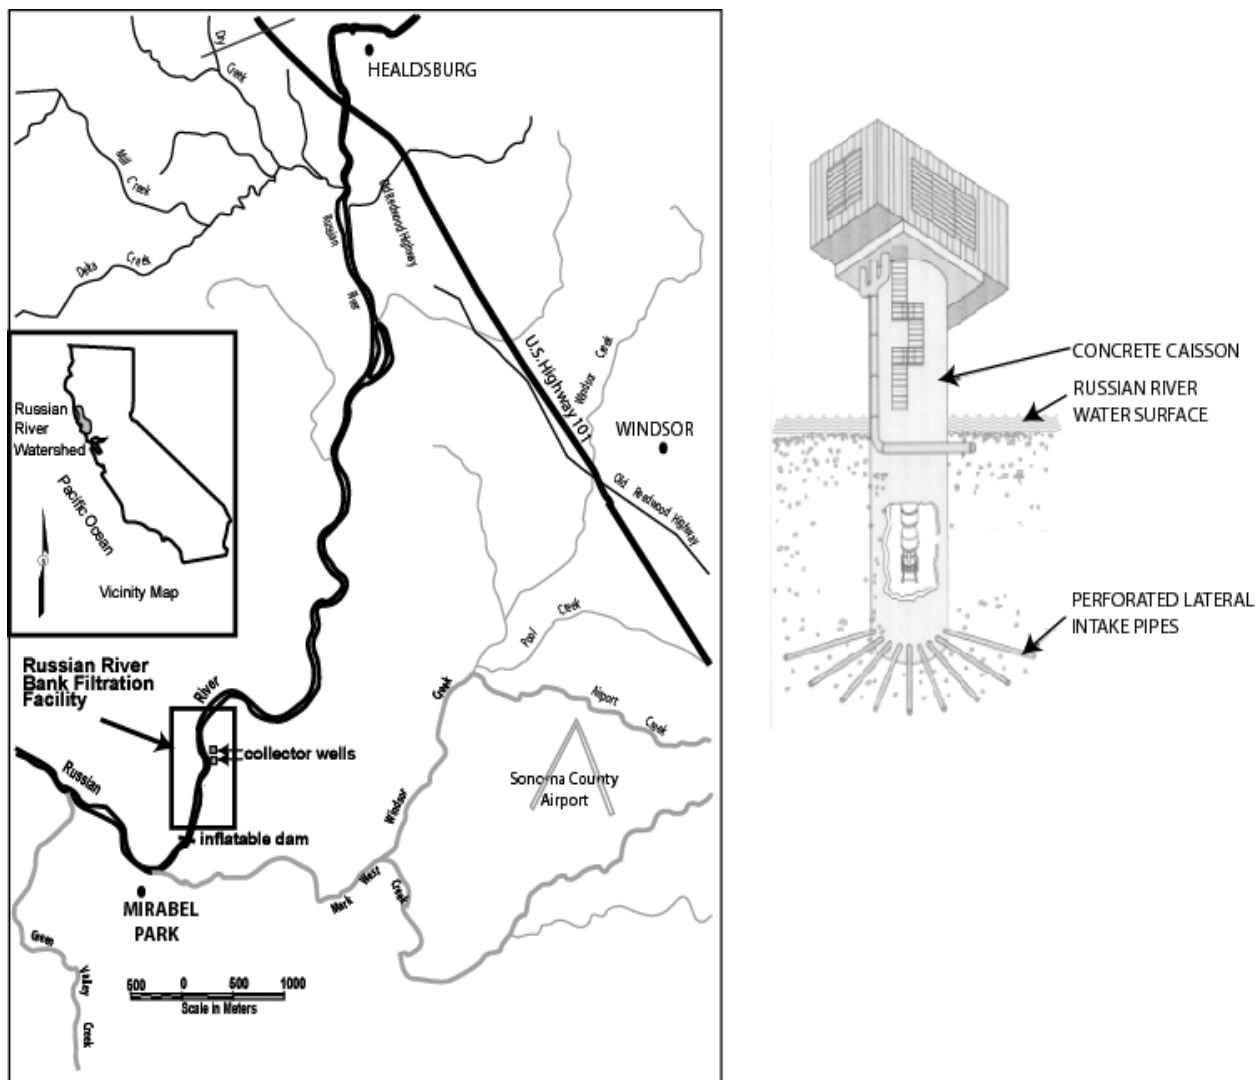 HEALDSBURG
Dry
Creek
Mill
Creek
Old Redwood Highway
Russian
River
Delta
Creek
U.S. Highway 101
Windsor
Creek
WINDSOR
Old Redwood Highway
Russian
River
Watershed
Pacific Ocean
Vicinity Map
Russian River
Bank Filtration
Facility
River
collector wells
Russian
inflatable dam
MIRABEL
PARK
Pool
Creek
Creek
Windsor
Airport
Creek
Sonoma County
Airport
Mark
West
Creek
Green
Valley
Creek
500 0 500 1000
Scale in Meters
CONCRETE CAISSON
RUSSIAN RIVER
WATER SURFACE
PERFORATED LATERAL
INTAKE PIPES